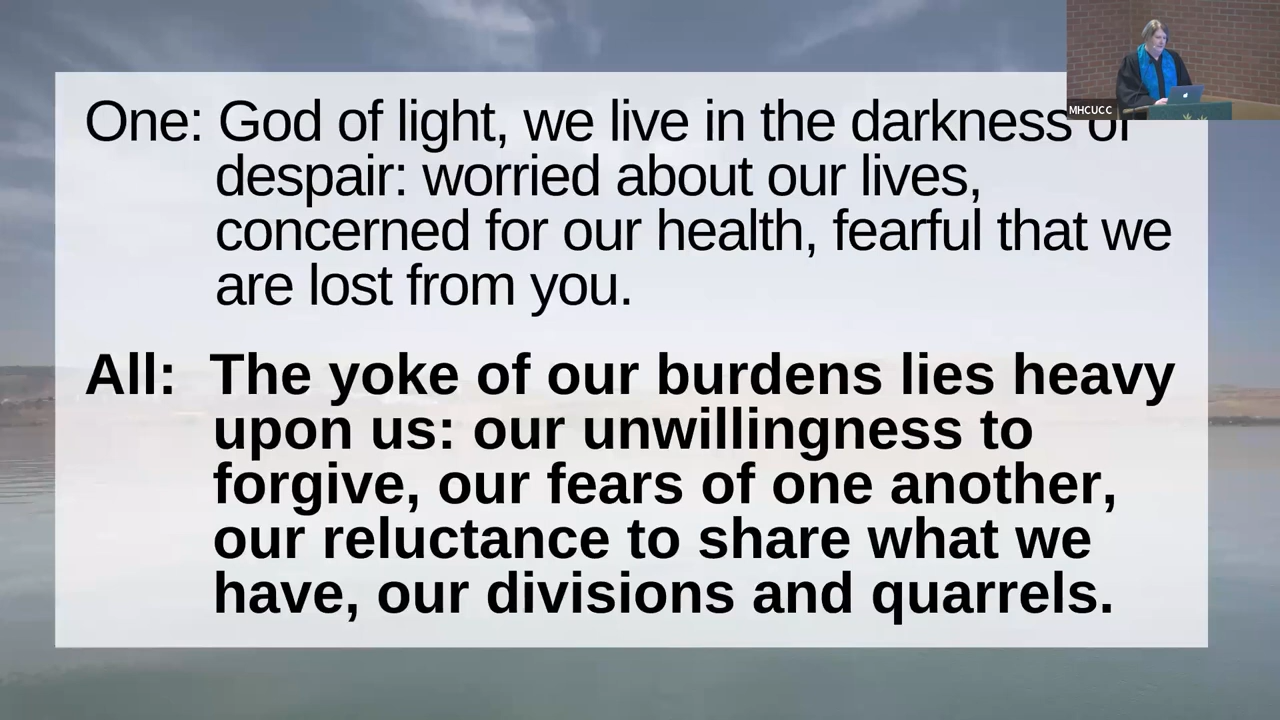 One: God of light, we live in the darkness of
despair: worried about our lives,
concerned for our health, fearful that we
are lost from you.
All: The yoke of our burdens lies heavy
upon us: our unwillingness to
forgive, our fears of one another,
our reluctance to share what we
have, our divisions and quarrels.
MHCUCC